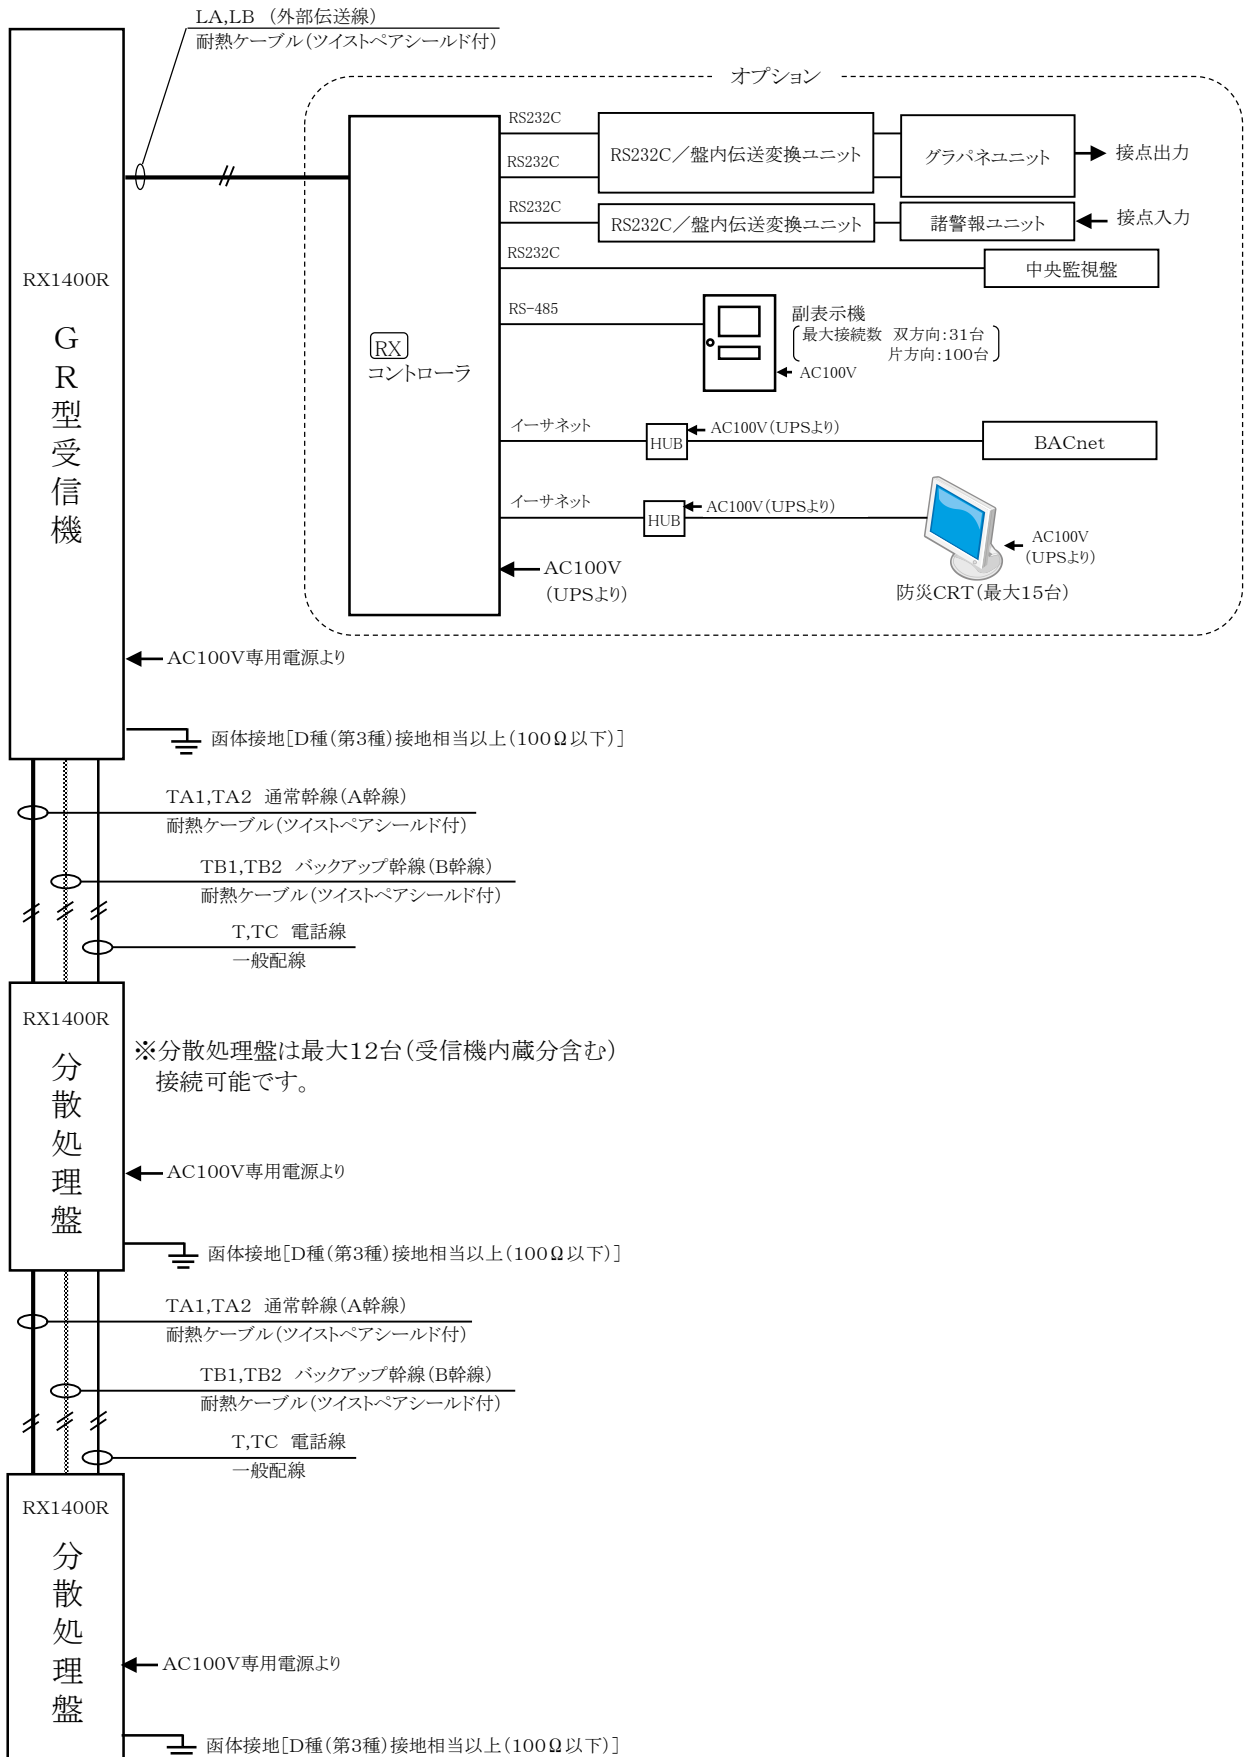 LA,LB （外部伝送線）
耐熱ケーブル（ツイストペアシールド付）
オプション
RX1400R
GR型受信機
RX
コントローラ
RS232C
RS232C
RS232C／盤内伝送変換ユニット
グラパネユニット
接点出力
RS232C
RS232C／盤内伝送変換ユニット
諸警報ユニット
接点入力
RS232C
中央監視盤
RS-485
副表示機
最大接続数 双方向：31台
片方向：100台
AC100V
イーサネット
HUB
AC100V（UPSより）
BACnet
イーサネット
HUB
AC100V（UPSより）
AC100V
（UPSより）
防災CRT（最大15台）
AC100V
（UPSより）
AC100V専用電源より
函体接地［D種（第3種）接地相当以上（100Ω以下）］
TA1,TA2 通常幹線（A幹線）
耐熱ケーブル（ツイストペアシールド付）
TB1,TB2 バックアップ幹線（B幹線）
耐熱ケーブル（ツイストペアシールド付）
T,TC 電話線
一般配線
RX1400R
分散処理盤
※分散処理盤は最大12台（受信機内蔵分含む）
接続可能です。
AC100V専用電源より
函体接地［D種（第3種）接地相当以上（100Ω以下）］
TA1,TA2 通常幹線（A幹線）
耐熱ケーブル（ツイストペアシールド付）
TB1,TB2 バックアップ幹線（B幹線）
耐熱ケーブル（ツイストペアシールド付）
T,TC 電話線
一般配線
RX1400R
分散処理盤
AC100V専用電源より
函体接地［D種（第3種）接地相当以上（100Ω以下）］